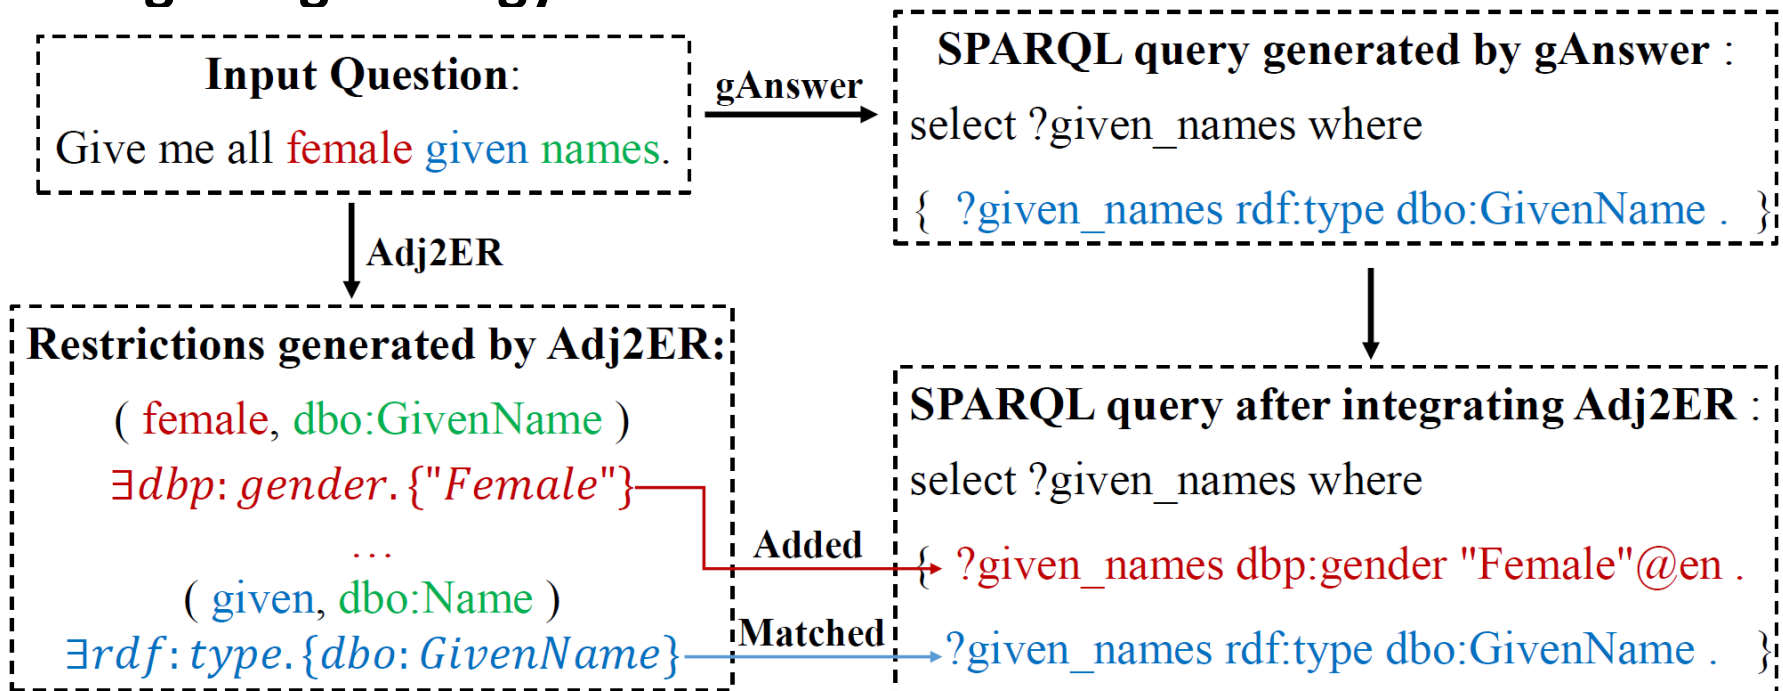 Input Question:
Give me all female given names.
gAnswer
SPARQL query generated by gAnswer :
select ?given_names where
{ ?given_names rdf:type dbo:GivenName . }
Adj2ER
Restrictions generated by Adj2ER:
( female, dbo:GivenName )
∃dbp: gender. {"Female"}
...
( given, dbo:Name )
∃rdf: type. {dbo: GivenName}
Added
Matched
SPARQL query after integrating Adj2ER :
select ?given_names where
{ ?given_names dbp:gender "Female"@en .
?given_names rdf:type dbo:GivenName . }